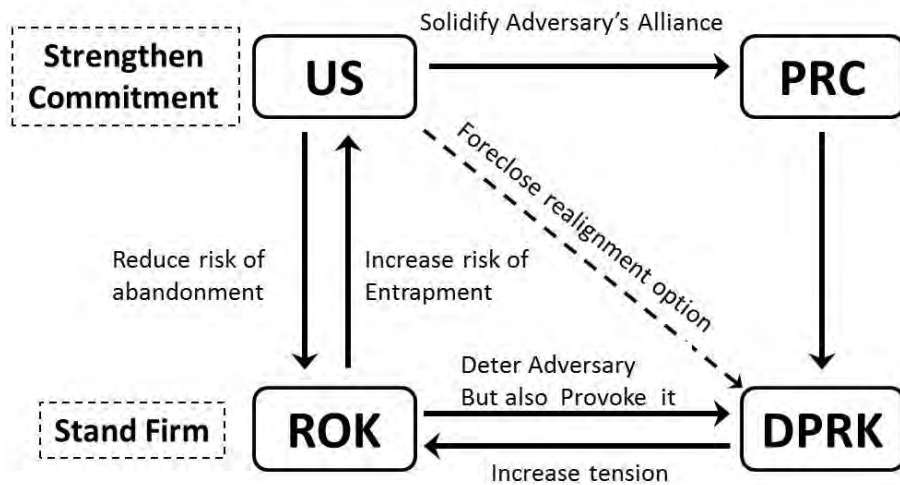 Solidify Adversary's Alliance
Strengthen
Commitment
US
PRC
Foreclose realignment option
Reduce risk of
abandonment
Increase risk of
Entrapment
Deter Adversary
But also Provoke it
Stand Firm
ROK
DPRK
Increase tension